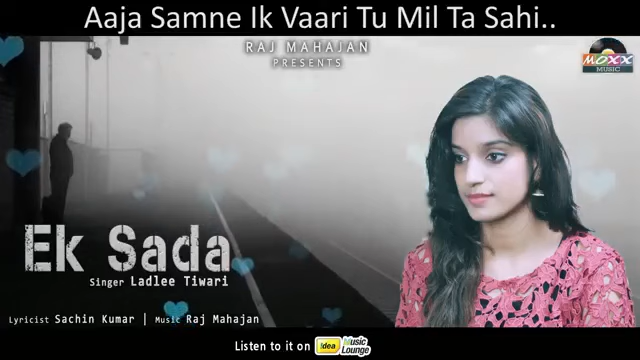 Aaja Samne Ik Vaari Tu Mil Ta Sahi..
RAJ MAHAJAN
PRESENTS
MOXX
MUSIC
Ek Sada
Singer Ladlee Tiwari
Lyricist Sachin Kumar | Music Raj Mahajan
Listen to it on !dea Music Lounge